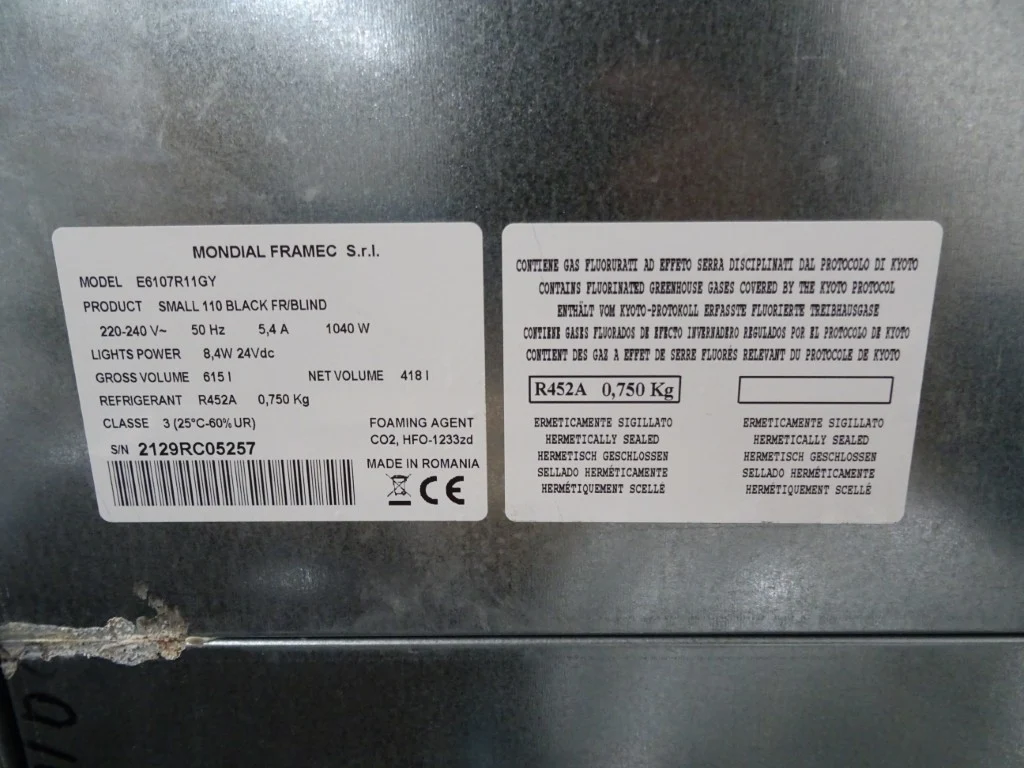 MONDIAL FRAMEC S.r.l.
MODEL E6107R11GY
PRODUCT SMALL 110 BLACK FR/BLIND
220-240 V~ 50 Hz 5,4 A 1040 W
LIGHTS POWER 8,4W 24Vdc
GROSS VOLUME 615 l NET VOLUME 418 l
REFRIGERANT R452A 0,750 Kg
CLASSE 3 (25°C-60% UR)
FOAMING AGENT
CO2, HFO-1233zd
S/N 2129RC05257
MADE IN ROMANIA
CE
CONTIENE GAS FLUORURATI AD EFFETO SERRA DISCIPLINATI DAL PROTOCOLO DI KYOTO
CONTAINS FLUORINATED GREENHOUSE GASES COVERED BY THE KYOTO PROTOCOL
ENTHÄLT VOM KYOTO-PROTOKOLL ERFASSTE FLUORIERTE TREIBHAUSGASE
CONTIENE GASES FLUORADOS DE EFECTO INVERNADERO REGULADOS POR EL PROTOCOLO DE KYOTO
CONTIENT DES GAZ A EFFET DE SERRE FLUORÉS RELEVANT DU PROTOCOLE DE KYOTO
R452A 0,750 Kg
ERMETICAMENTE SIGILLATO
HERMETICALLY SEALED
HERMETISCH GESCHLOSSEN
SELLADO HERMÉTICAMENTE
HERMÉTIQUEMENT SCELLÉ
ERMETICAMENTE SIGILLATO
HERMETICALLY SEALED
HERMETISCH GESCHLOSSEN
SELLADO HERMÉTICAMENTE
HERMÉTIQUEMENT SCELLÉ